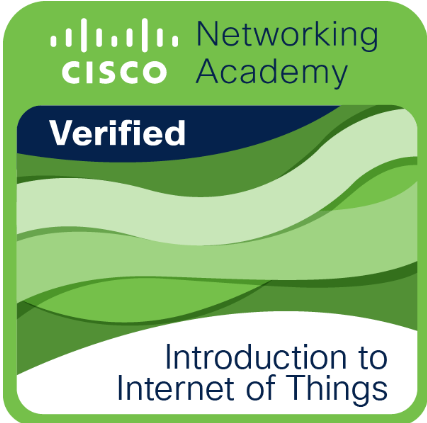 CISCO
Networking
Academy
Verified
Introduction to
Internet of Things